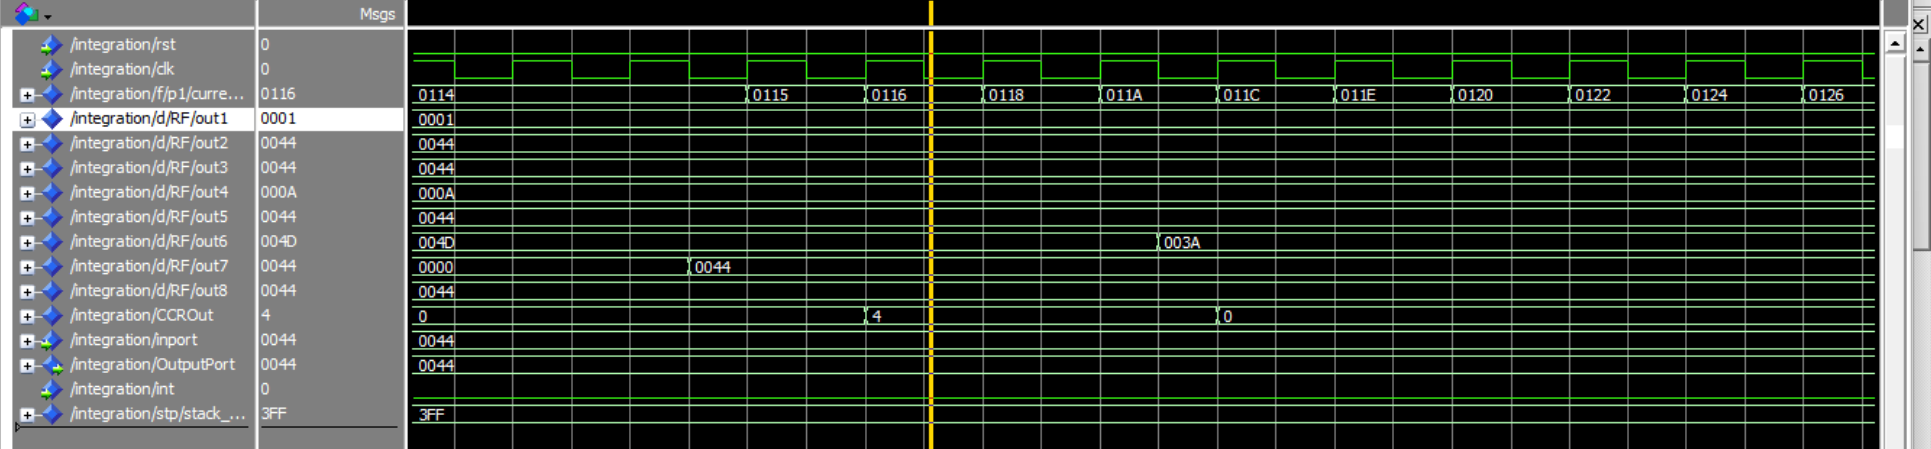 Msgs
/integration/rst 0
/integration/clk 0
/integration/f/p1/curre... 0116 0114 0115 0116 0118 011A 011C 011E 0120 0122 0124 0126
/integration/d/RF/out1 0001 0001
/integration/d/RF/out2 0044 0044
/integration/d/RF/out3 0044 0044
/integration/d/RF/out4 000A 000A
/integration/d/RF/out5 0044 0044
/integration/d/RF/out6 004D 004D 003A
/integration/d/RF/out7 0044 0000 0044
/integration/d/RF/out8 0044 0044
/integration/CCROut 4 0 4 0
/integration/inport 0044 0044
/integration/OutputPort 0044 0044
/integration/int 0
/integration/stp/stack_... 3FF 3FF